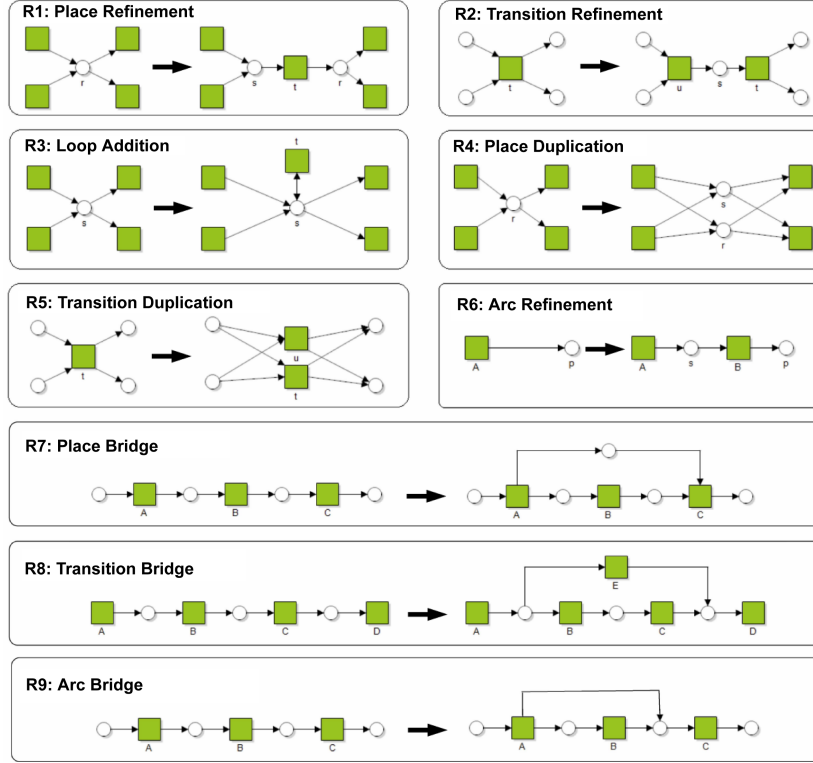 R1: Place Refinement
r
s
t
r
R2: Transition Refinement
t
u
s
t
R3: Loop Addition
s
t
s
R4: Place Duplication
r
s
r
R5: Transition Duplication
t
u
t
R6: Arc Refinement
A
p
A
s
B
p
R7: Place Bridge
A
B
C
A
B
C
R8: Transition Bridge
A
B
C
D
E
A
B
C
D
R9: Arc Bridge
A
B
C
A
B
C